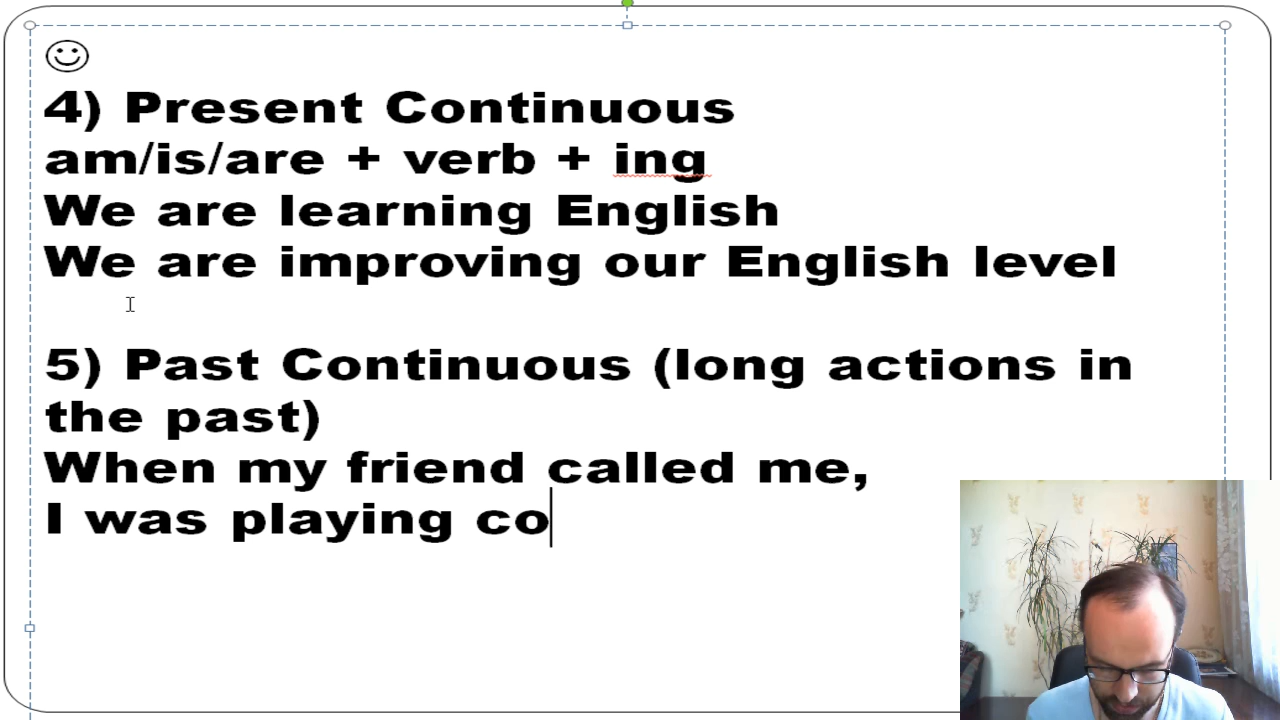 4) Present Continuous
am/is/are + verb + ing
We are learning English
We are improving our English level
5) Past Continuous (long actions in
the past)
When my friend called me,
I was playing co